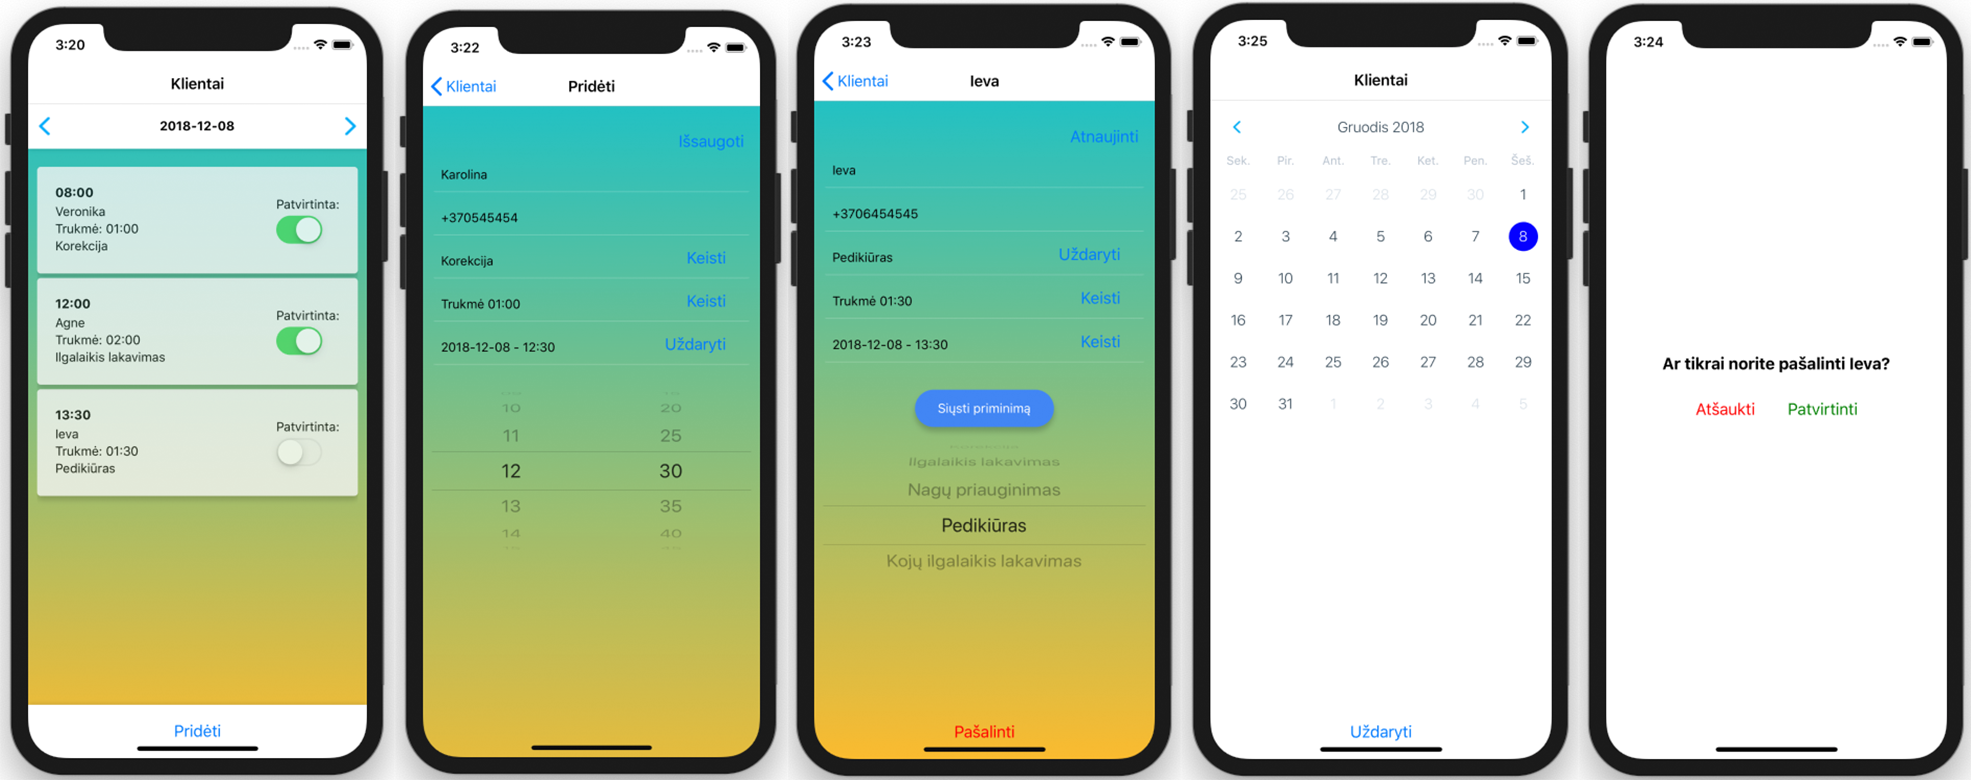 3:20
Klientai
2018-12-08
08:00
Veronika
Patvirtinta:
Trukmė: 01:00
Korekcija
12:00
Agne
Patvirtinta:
Trukmė: 02:00
Ilgalaikis lakavimas
13:30
Ieva
Patvirtinta:
Trukmė: 01:30
Pedikiūras
Pridėti
3:22
Klientai
Pridėti
Išsaugoti
Karolina
+370545454
Korekcija Keisti
Trukmė 01:00 Keisti
2018-12-08 - 12:30 Uždaryti
10 20
11 25
12 30
13 35
14 40
3:23
Klientai
Ieva
Atnaujinti
Ieva
+3706454545
Pedikiūras Uždaryti
Trukmė 01:30 Keisti
2018-12-08 - 13:30 Keisti
Siųsti priminimą
Ilgalaikis lakavimas
Nagų priauginimas
Pedikiūras
Kojų ilgalaikis lakavimas
Pašalinti
3:25
Klientai
Gruodis 2018
Sek. Pir. Ant. Tre. Ket. Pen. Šeš.
25 26 27 28 29 30 1
2 3 4 5 6 7 8
9 10 11 12 13 14 15
16 17 18 19 20 21 22
23 24 25 26 27 28 29
30 31 1 2 3 4 5
Uždaryti
3:24
Ar tikrai norite pašalinti Ieva?
Atšaukti Patvirtinti